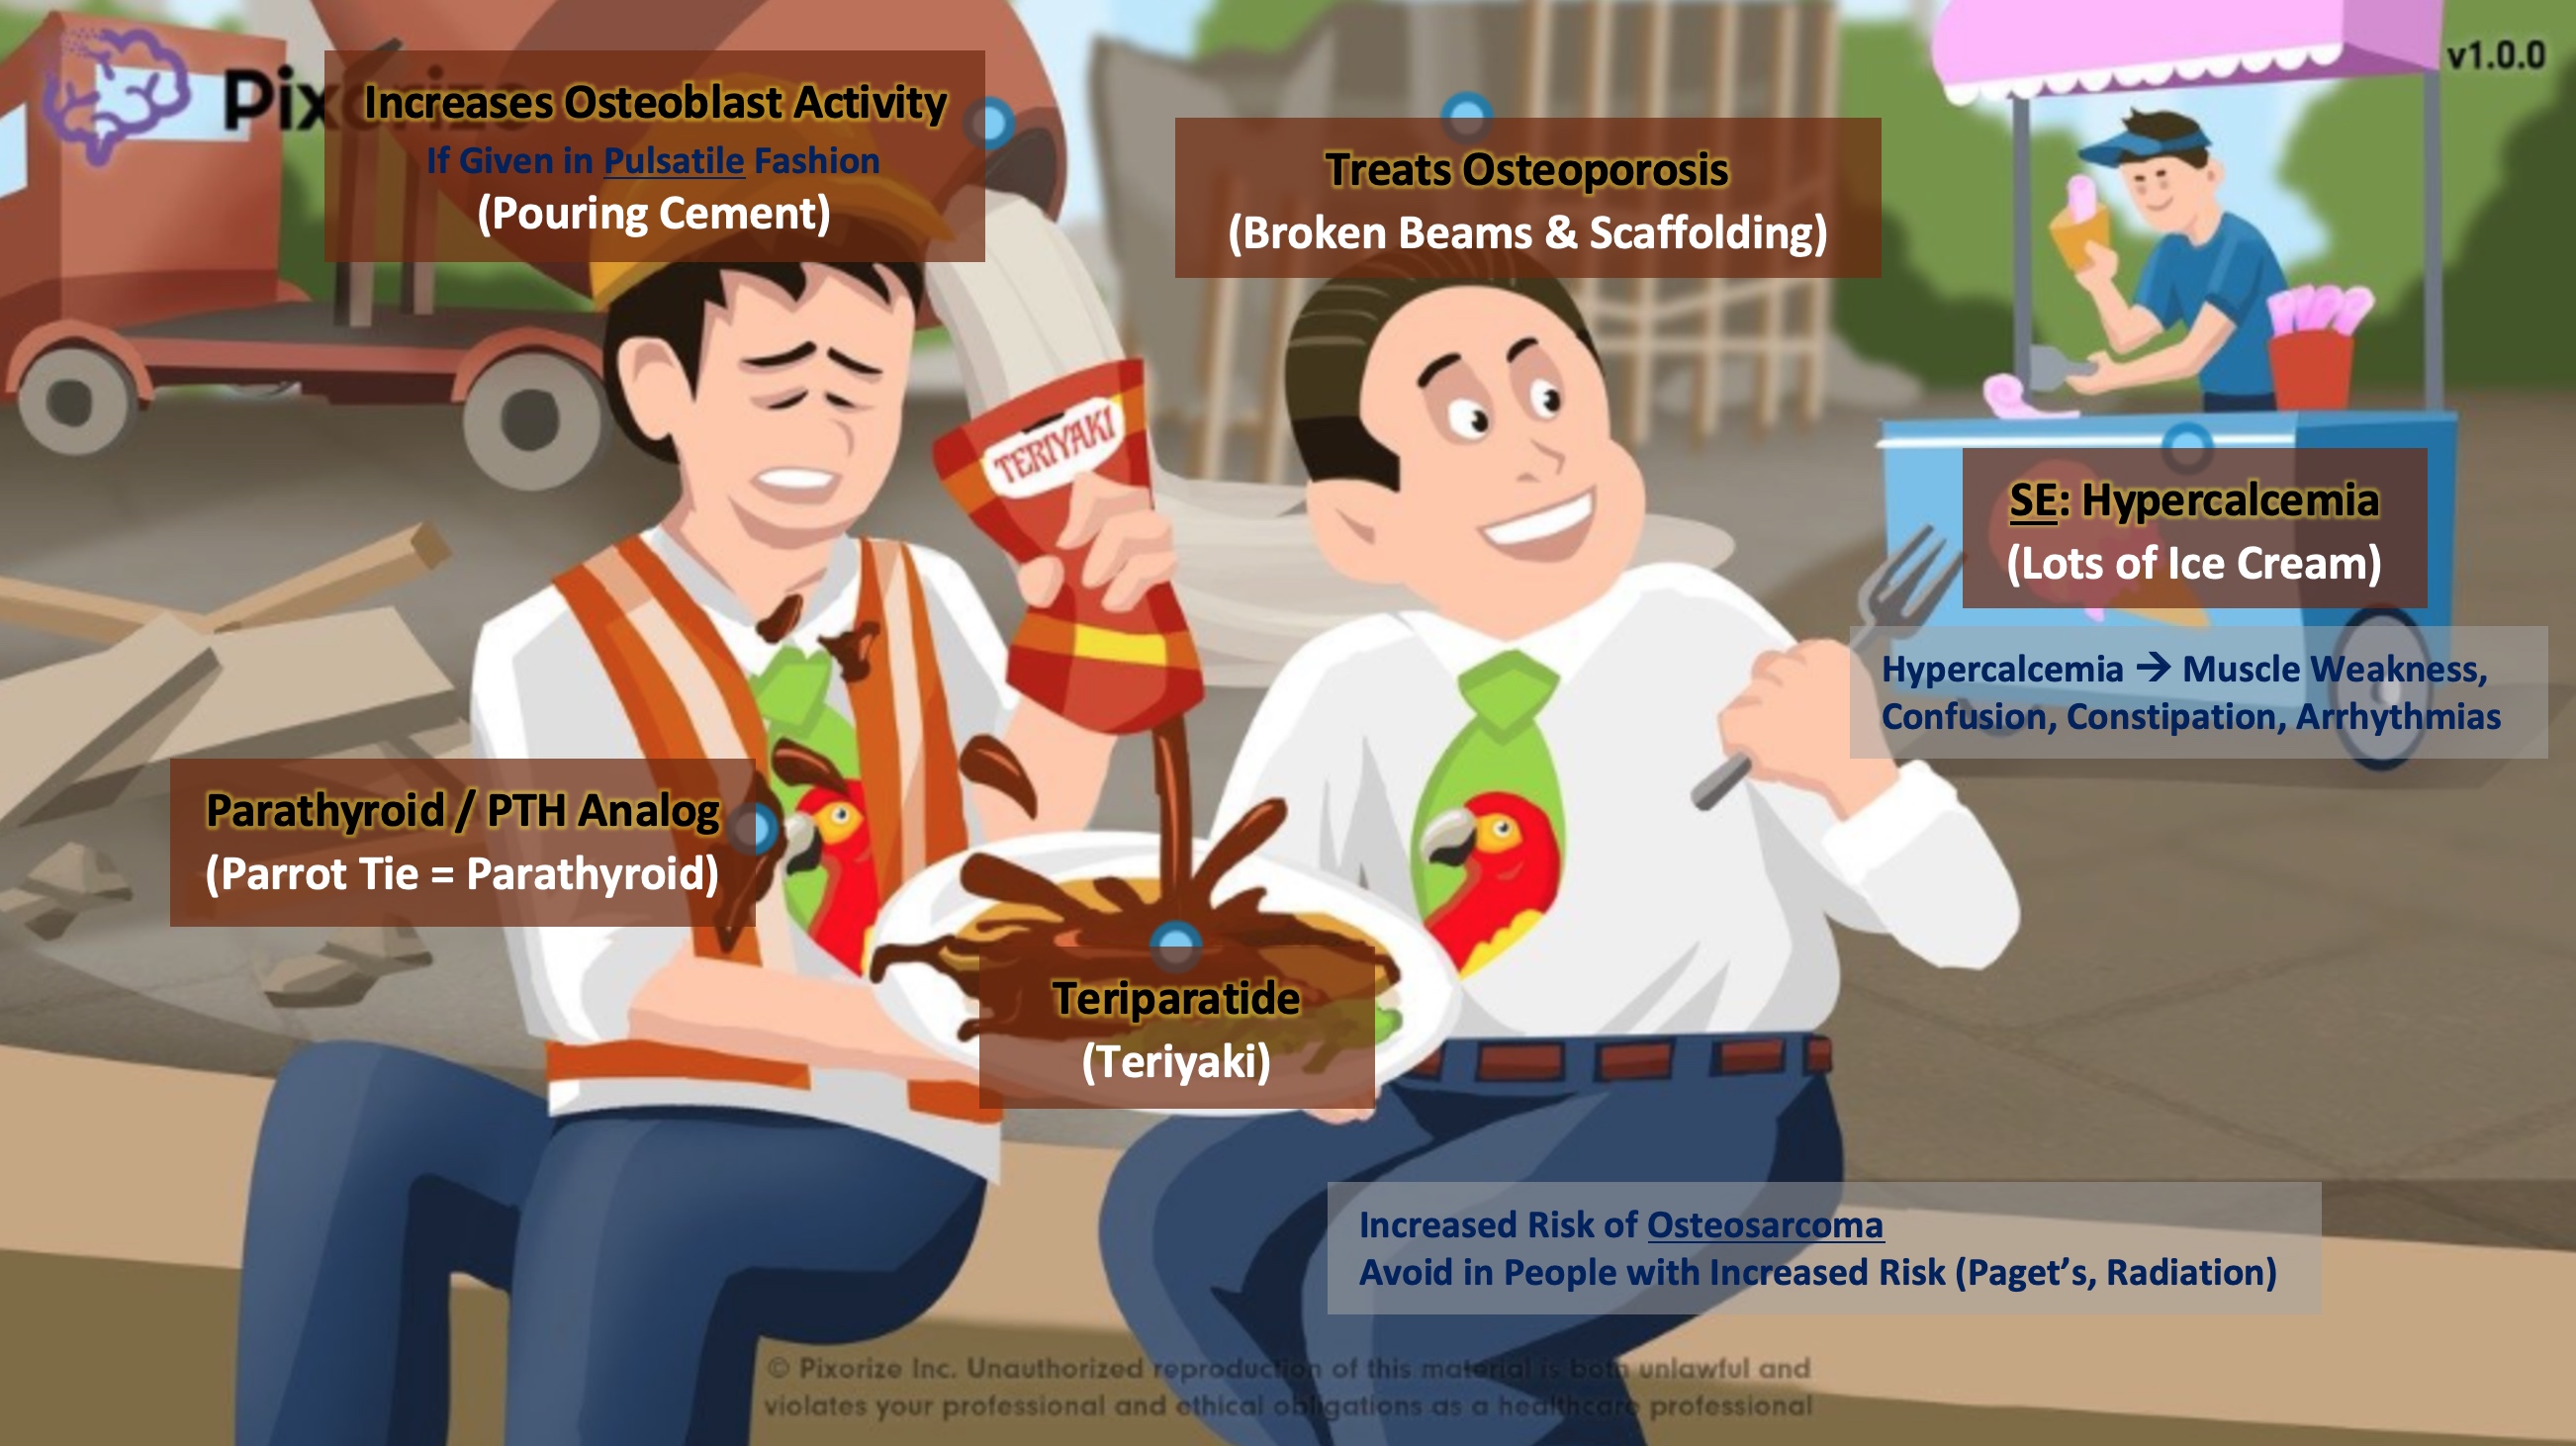 Pixorize
v1.0.0
Increases Osteoblast Activity
If Given in Pulsatile Fashion
(Pouring Cement)
Treats Osteoporosis
(Broken Beams & Scaffolding)
TERIYAKI
SE: Hypercalcemia
(Lots of Ice Cream)
Hypercalcemia → Muscle Weakness,
Confusion, Constipation, Arrhythmias
Parathyroid / PTH Analog
(Parrot Tie = Parathyroid)
Teriparatide
(Teriyaki)
Increased Risk of Osteosarcoma
Avoid in People with Increased Risk (Paget’s, Radiation)
© Pixorize Inc. Unauthorized reproduction of this material is both unlawful and
violates your professional and ethical obligations as a healthcare professional